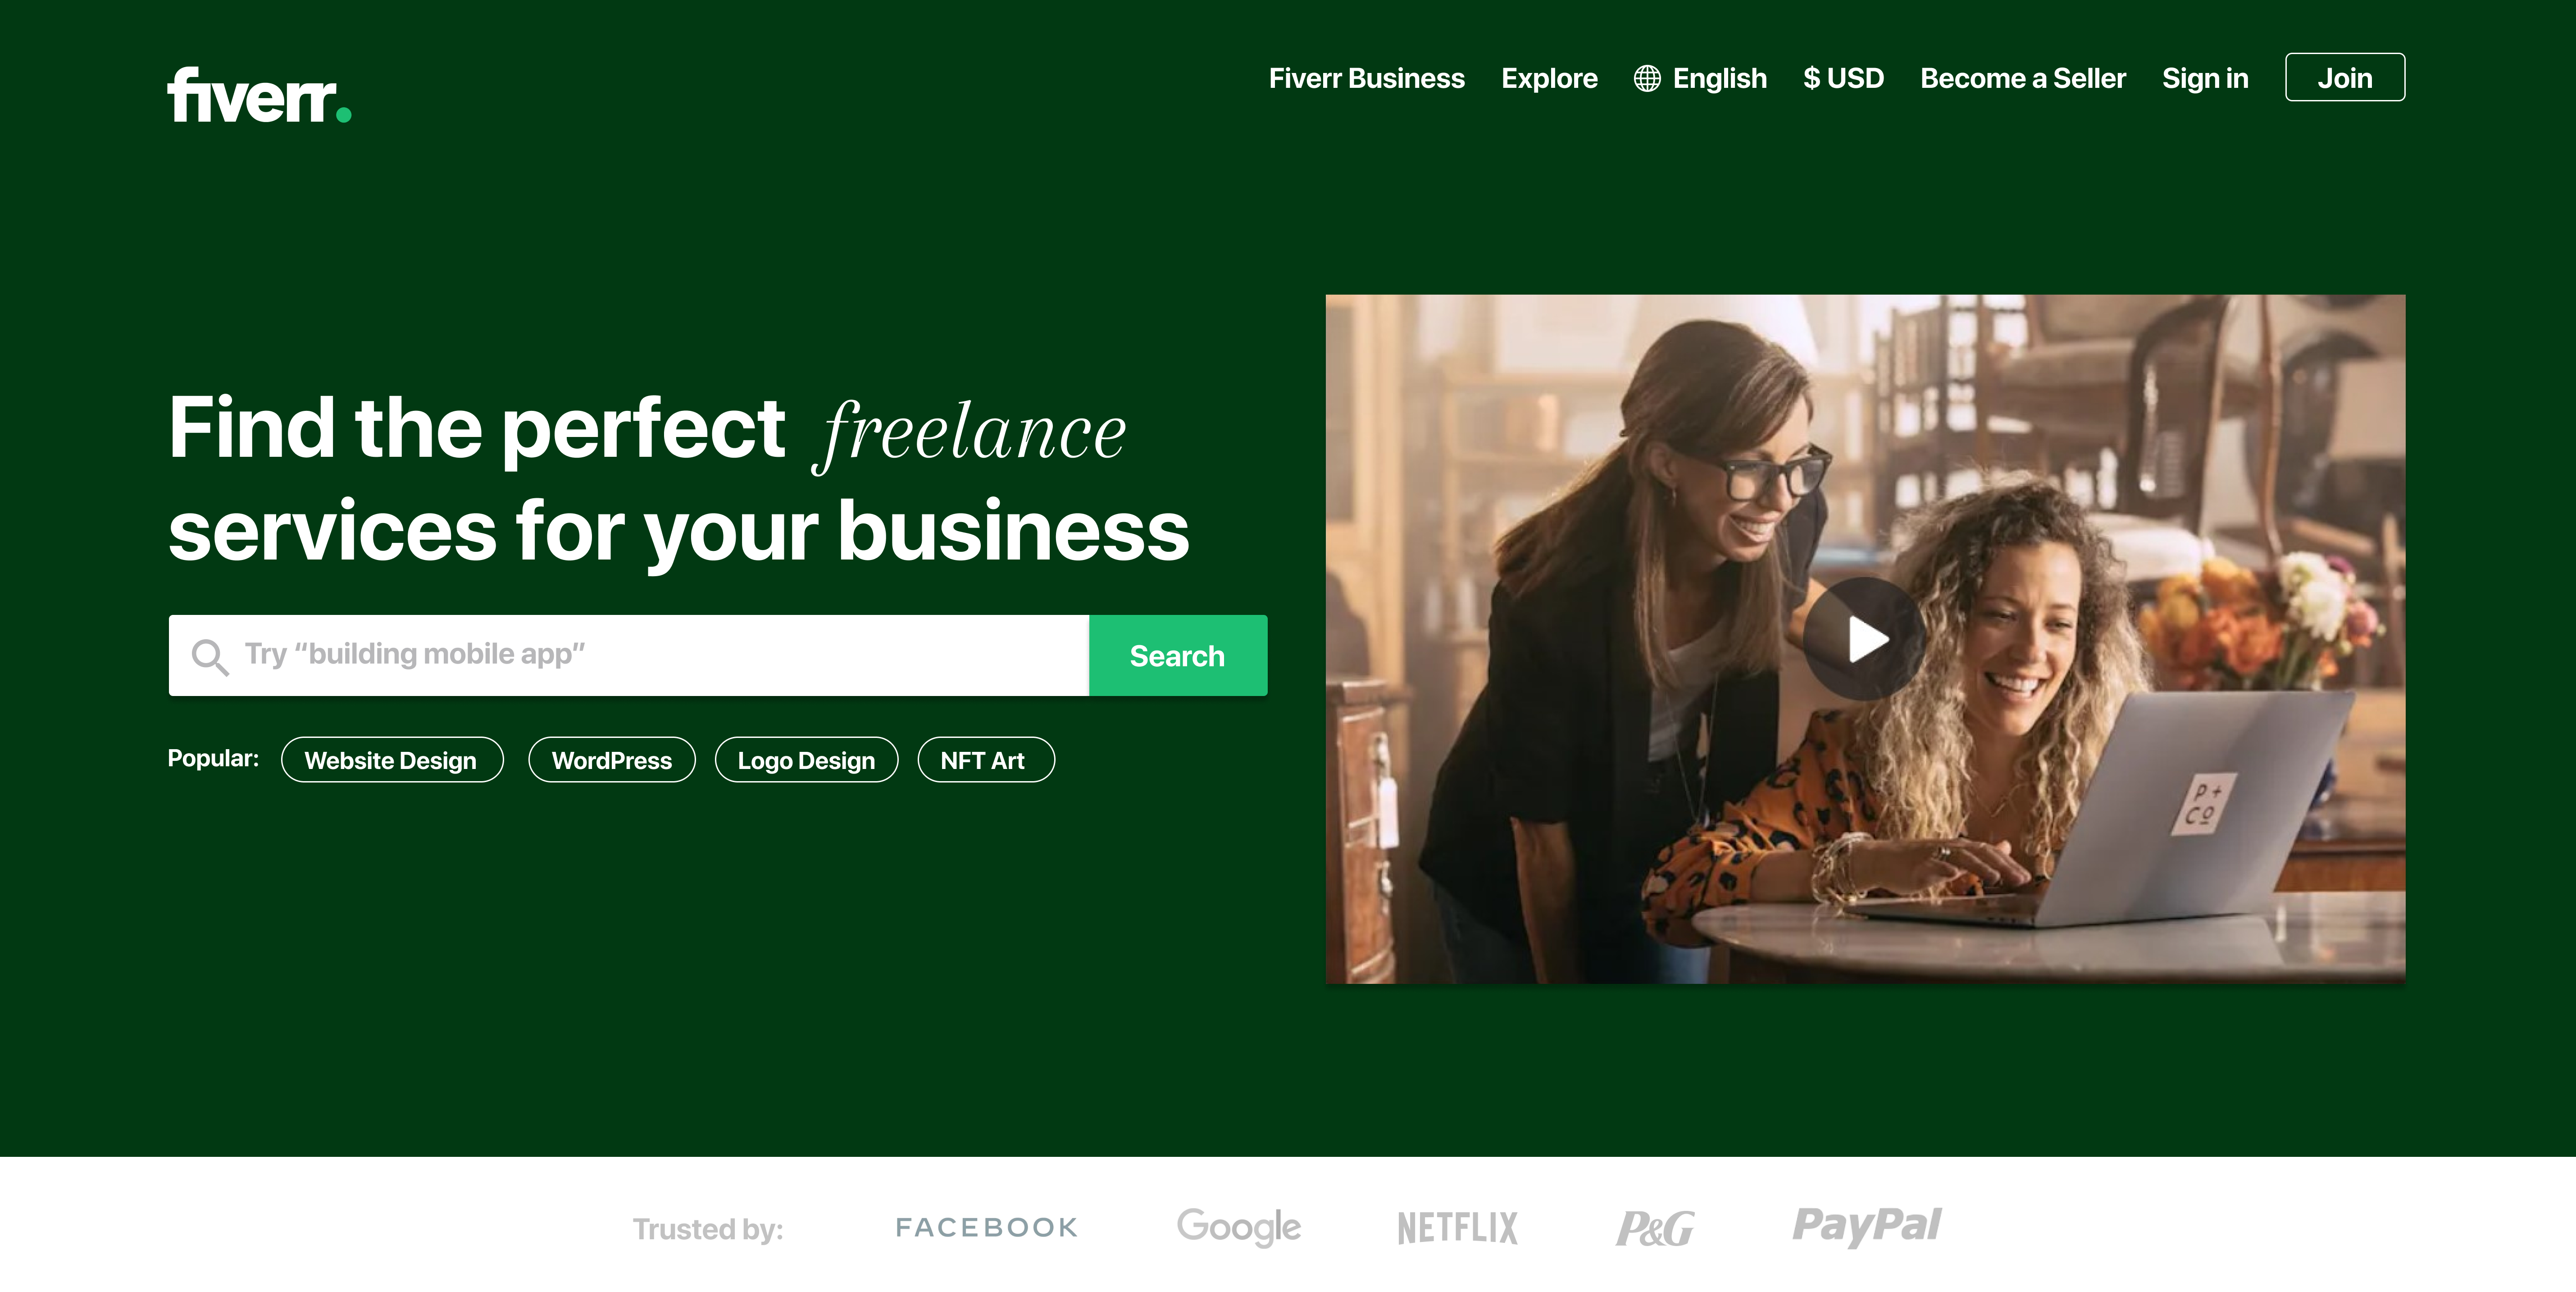 fiverr.
Fiverr Business Explore English $ USD Become a Seller Sign in Join
Find the perfect freelance
services for your business
Try “building mobile app” Search
Popular: Website Design WordPress Logo Design NFT Art
P+
Co
Trusted by: FACEBOOK Google NETFLIX P&G PayPal